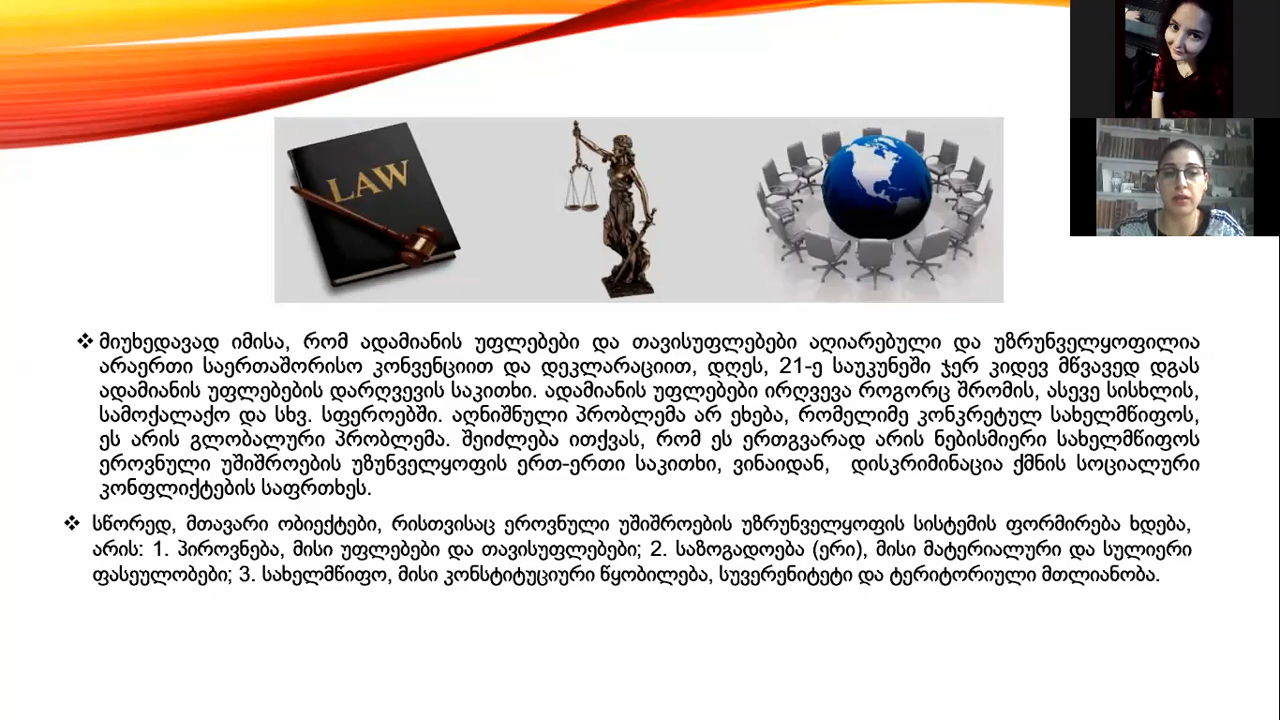 LAW
❖ მიუხედავად იმისა, რომ ადამიანის უფლებები და თავისუფლებები აღიარებული და უზრუნველყოფილია
არაერთი საერთაშორისო კონვენციით და დეკლარაციით, დღეს, 21-ე საუკუნეში ჯერ კიდევ მწვავედ დგას
ადამიანის უფლებების დარღვევის საკითხი. ადამიანის უფლებები ირღვევა როგორც შრომის, ასევე სისხლის,
სამოქალაქო და სხვ. სფეროებში. აღნიშნული პრობლემა არ ეხება, რომელიმე კონკრეტულ სახელმწიფოს,
ეს არის გლობალური პრობლემა. შეიძლება ითქვას, რომ ეს ერთგვარად არის ნებისმიერი სახელმწიფოს
ეროვნული უშიშროების უზუნველყოფის ერთ-ერთი საკითხი, ვინაიდან, დისკრიმინაცია ქმნის სოციალური
კონფლიქტების საფრთხეს.
❖ სწორედ, მთავარი ობიექტები, რისთვისაც ეროვნული უშიშროების უზრუნველყოფის სისტემის ფორმირება ხდება,
არის: 1. პიროვნება, მისი უფლებები და თავისუფლებები; 2. საზოგადოება (ერი), მისი მატერიალური და სულიერი
ფასეულობები; 3. სახელმწიფო, მისი კონსტიტუციური წყობილება, სუვერენიტეტი და ტერიტორიული მთლიანობა.